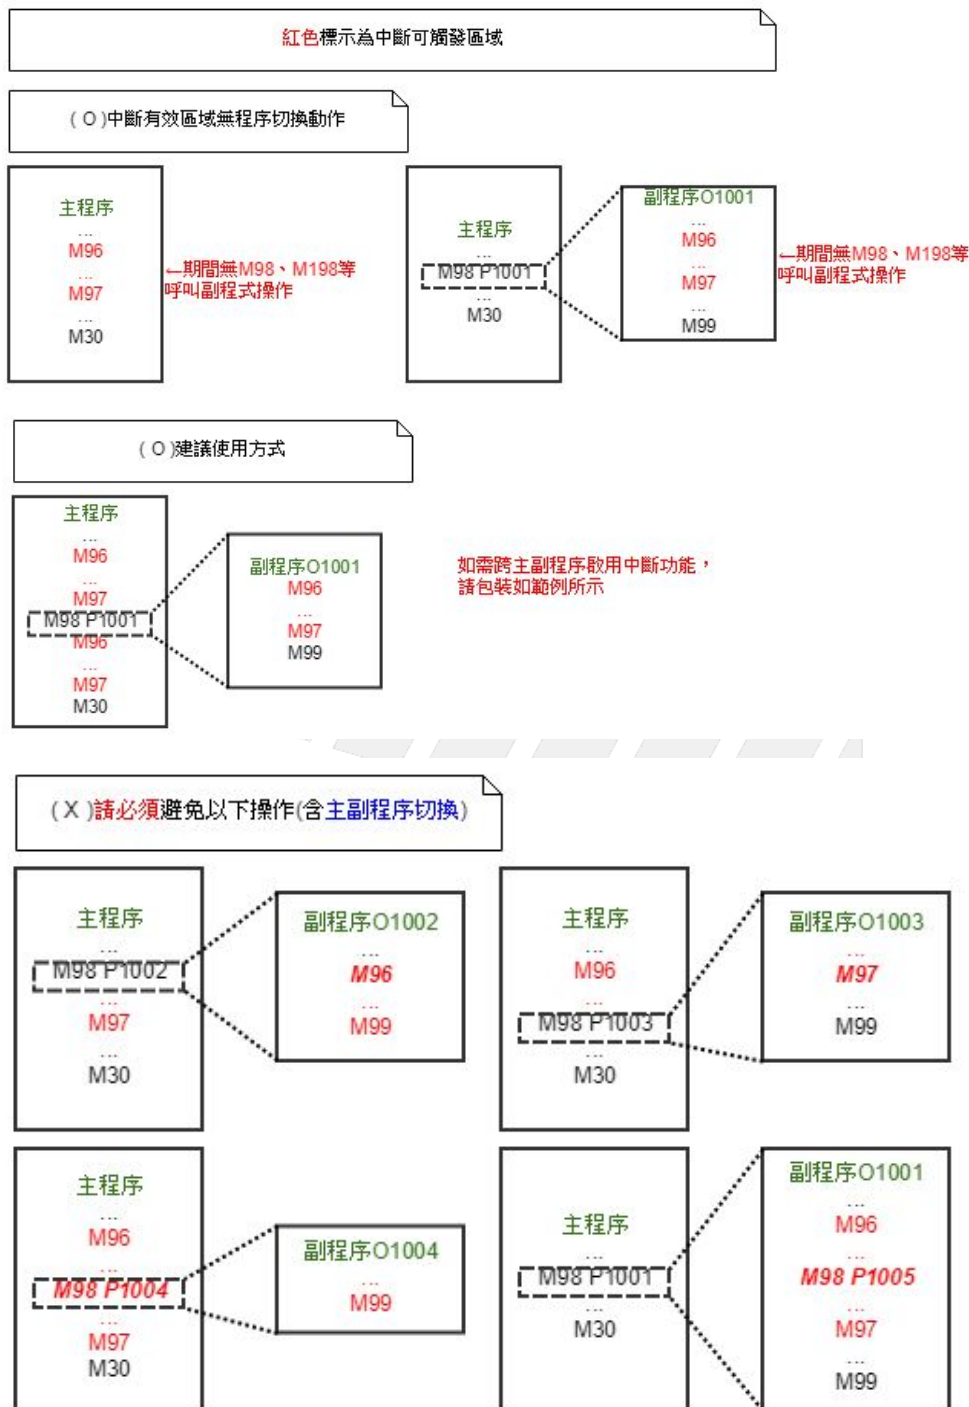 紅色標示為中斷可觸發區域
( O )中斷有效區域無程序切換動作
主程序
...
M96
...
M97
...
M30
←期間無M98、M198等
呼叫副程式操作
主程序
...
M98 P1001
...
M30
副程序O1001
...
M96
...
M97
...
M99
←期間無M98、M198等
呼叫副程式操作
( O )建議使用方式
主程序
...
M96
...
M97
M98 P1001
M96
...
M97
M30
副程序O1001
M96
...
M97
M99
如需跨主副程序啟用中斷功能，
請包裝如範例所示
( X )請必須避免以下操作(含主副程序切換)
主程序
...
M98 P1002
...
M97
...
M30
副程序O1002
...
M96
...
M99
主程序
...
M96
...
M98 P1003
...
M30
副程序O1003
...
M97
...
M99
主程序
...
M96
...
M98 P1004
...
M97
M30
副程序O1004
...
M99
主程序
...
M98 P1001
...
M30
副程序O1001
...
M96
...
M98 P1005
...
M97
...
M99